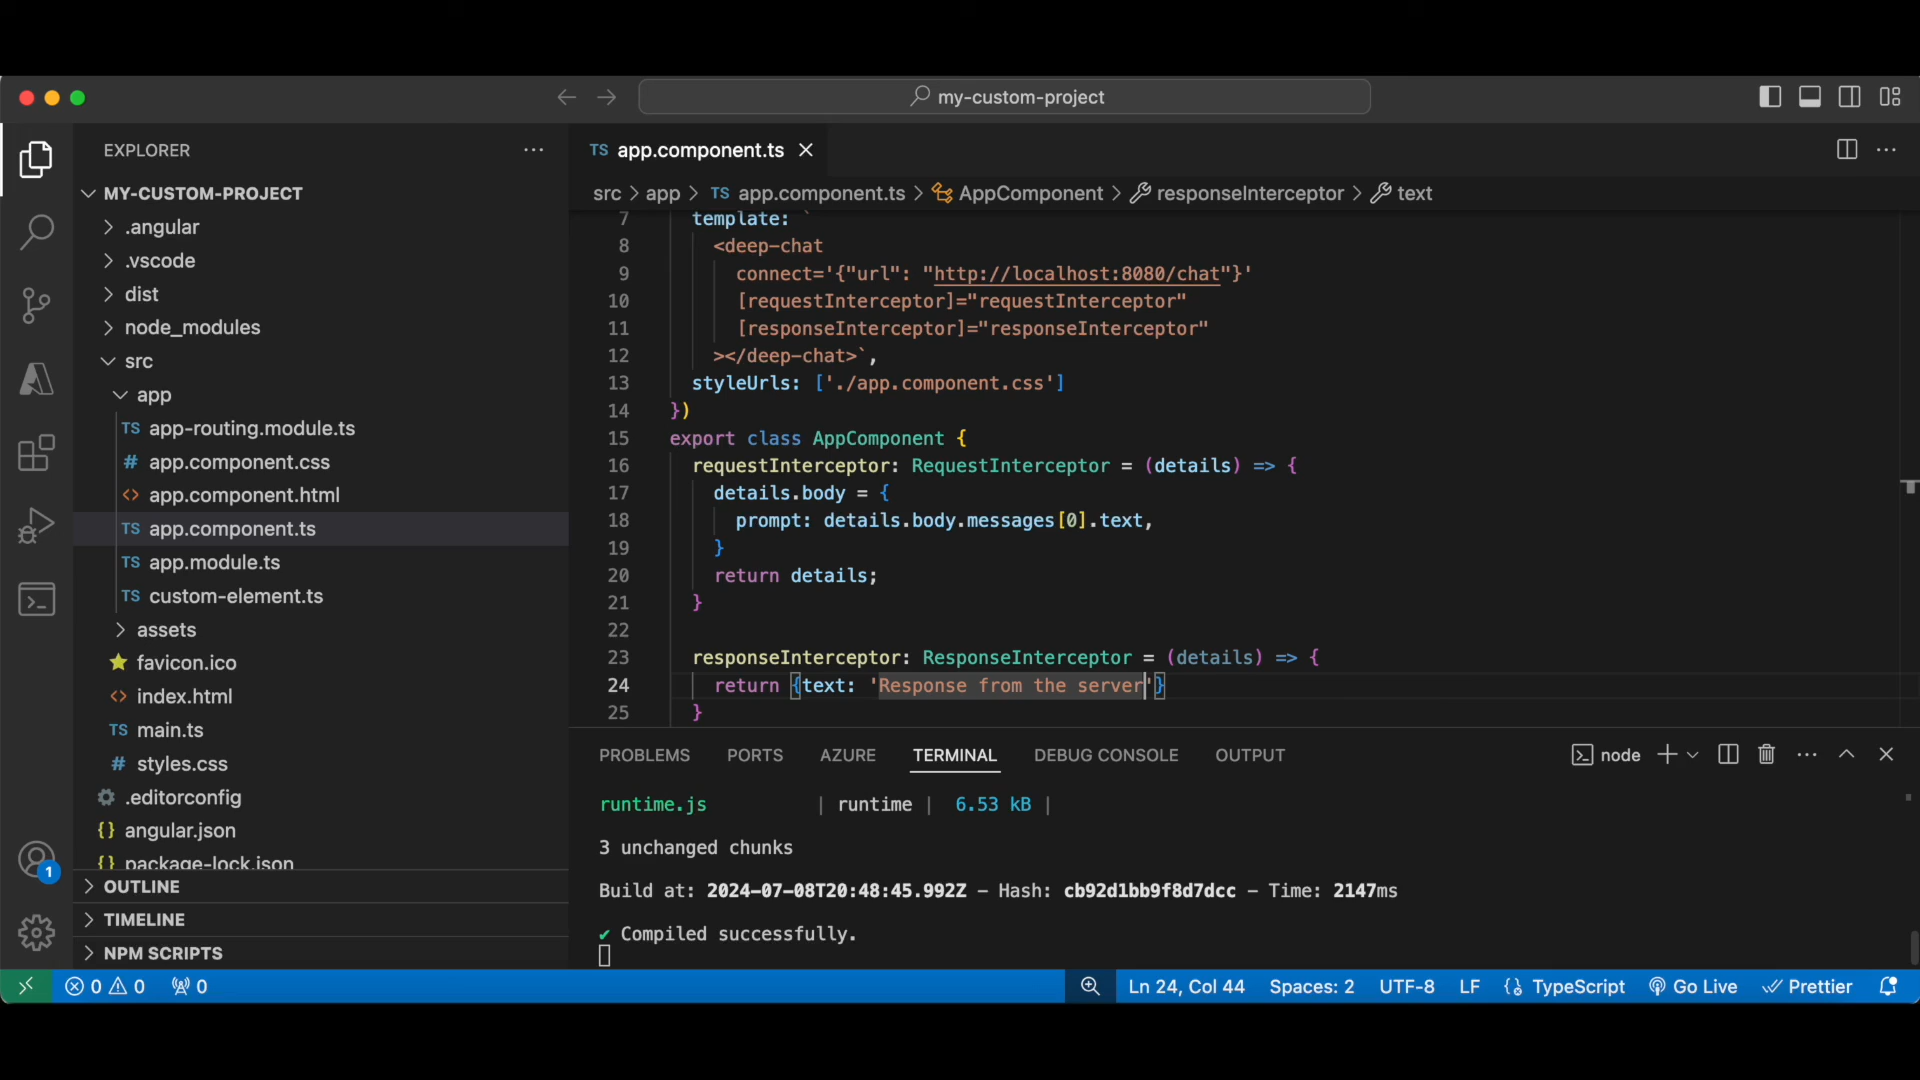 my-custom-project
EXPLORER
MY-CUSTOM-PROJECT
.angular
.vscode
dist
node_modules
src
app
TS app-routing.module.ts
# app.component.css
<> app.component.html
TS app.component.ts
TS app.module.ts
TS custom-element.ts
assets
favicon.ico
<> index.html
TS main.ts
# styles.css
.editorconfig
{} angular.json
{} package-lock.json
OUTLINE
TIMELINE
NPM SCRIPTS
1
TS app.component.ts
src > app > TS app.component.ts > AppComponent > responseInterceptor > text
7 template: `
8 <deep-chat
9 connect='{"url": "http://localhost:8080/chat"}'
10 [requestInterceptor]="requestInterceptor"
11 [responseInterceptor]="responseInterceptor"
12 ></deep-chat>`,
13 styleUrls: ['./app.component.css']
14 })
15 export class AppComponent {
16 requestInterceptor: RequestInterceptor = (details) => {
17 details.body = {
18 prompt: details.body.messages[0].text,
19 }
20 return details;
21 }
22
23 responseInterceptor: ResponseInterceptor = (details) => {
24 return {text: 'Response from the server'}
25 }
PROBLEMS PORTS AZURE TERMINAL DEBUG CONSOLE OUTPUT node
runtime.js | runtime | 6.53 kB |
3 unchanged chunks
Build at: 2024-07-08T20:48:45.992Z - Hash: cb92d1bb9f8d7dcc - Time: 2147ms
✔ Compiled successfully.
0 0 0 Ln 24, Col 44 Spaces: 2 UTF-8 LF TypeScript Go Live Prettier